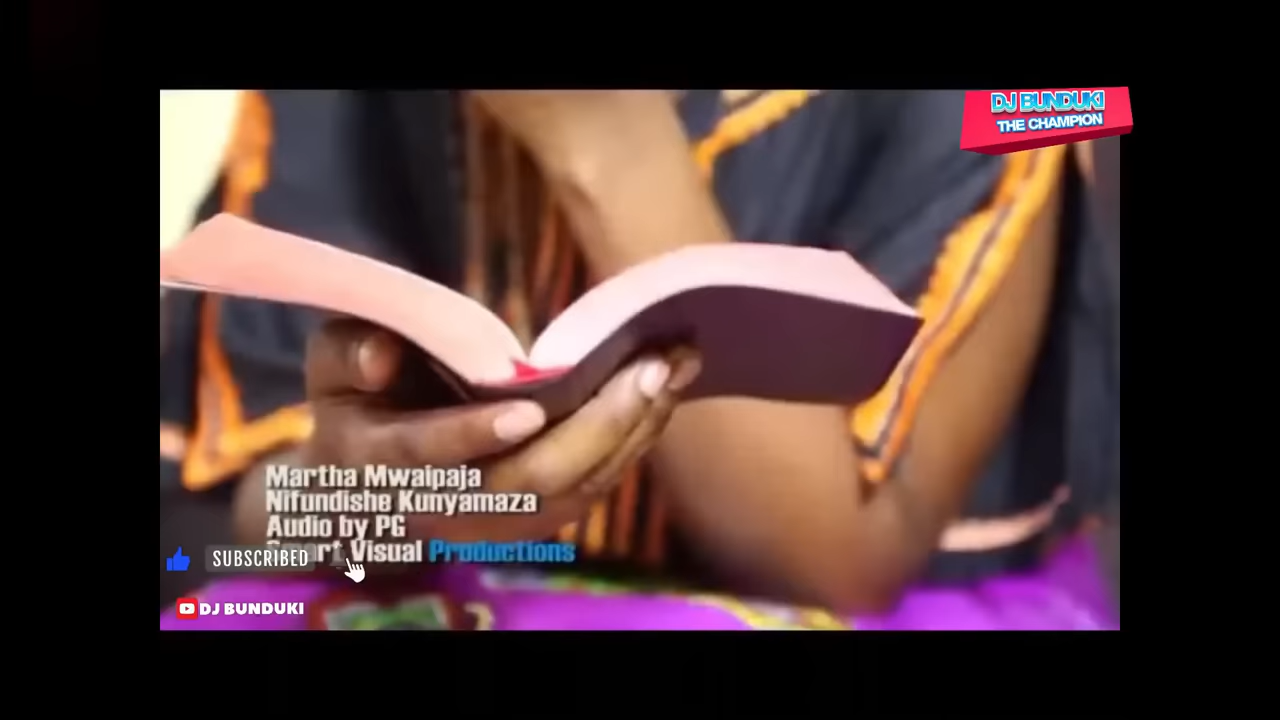 DJ BUNDUKI
THE CHAMPION
Martha Mwaipaja
Nifundishe Kunyamaza
Audio by PG
Visual Productions
SUBSCRIBED
DJ BUNDUKI